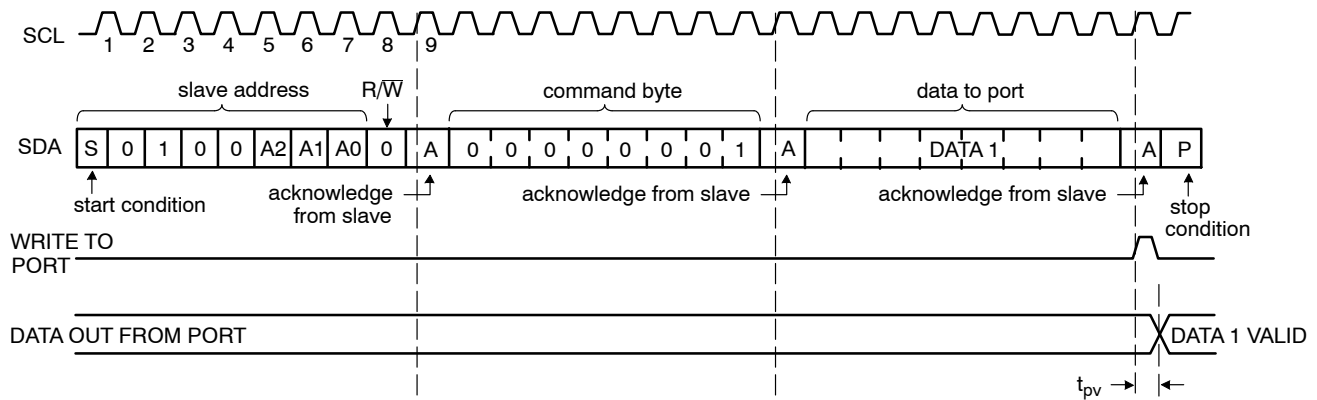 SCL
1 2 3 4 5 6 7 8 9
slave address R/W̅ command byte data to port
SDA S 0 1 0 0 A2 A1 A0 0 A 0 0 0 0 0 0 0 1 A DATA 1 A P
start condition
acknowledge
from slave
acknowledge from slave
acknowledge from slave
stop
condition
WRITE TO
PORT
DATA OUT FROM PORT
DATA 1 VALID
tpv